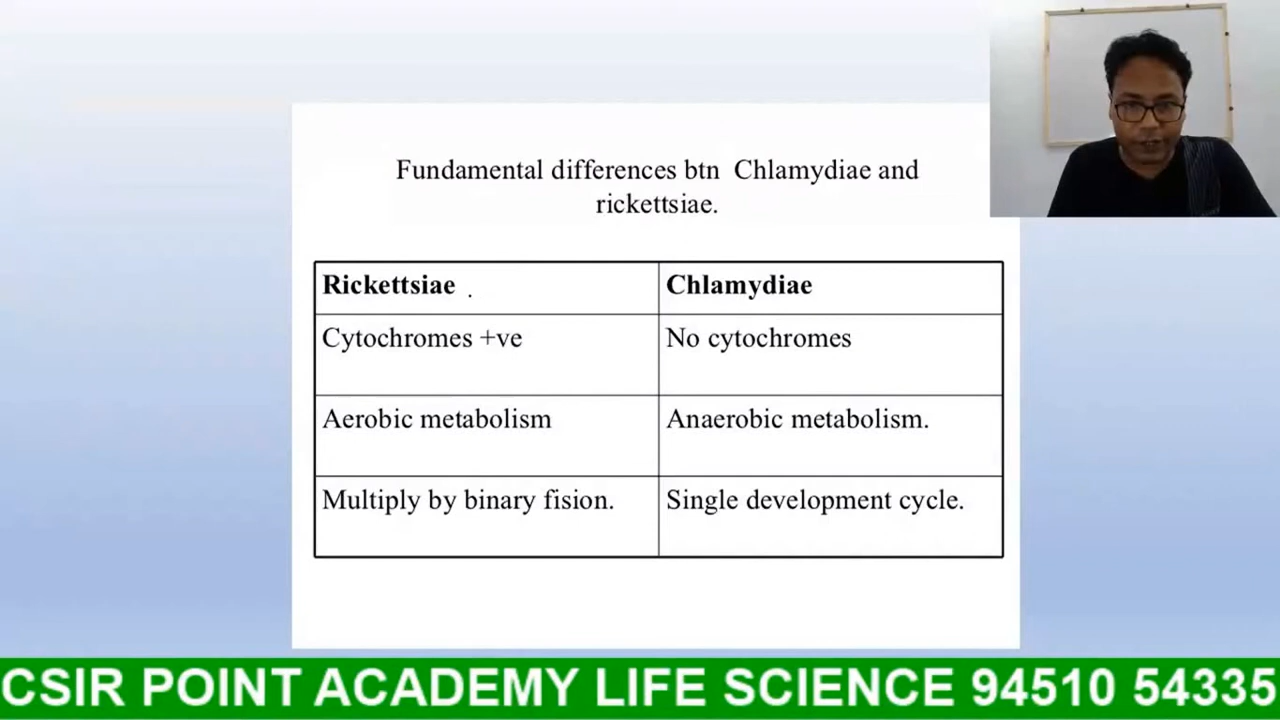 Fundamental differences btn Chlamydiae and
rickettsiae.
Rickettsiae .
Chlamydiae
Cytochromes +ve
No cytochromes
Aerobic metabolism
Anaerobic metabolism.
Multiply by binary fision.
Single development cycle.
CSIR POINT ACADEMY LIFE SCIENCE 94510 54335